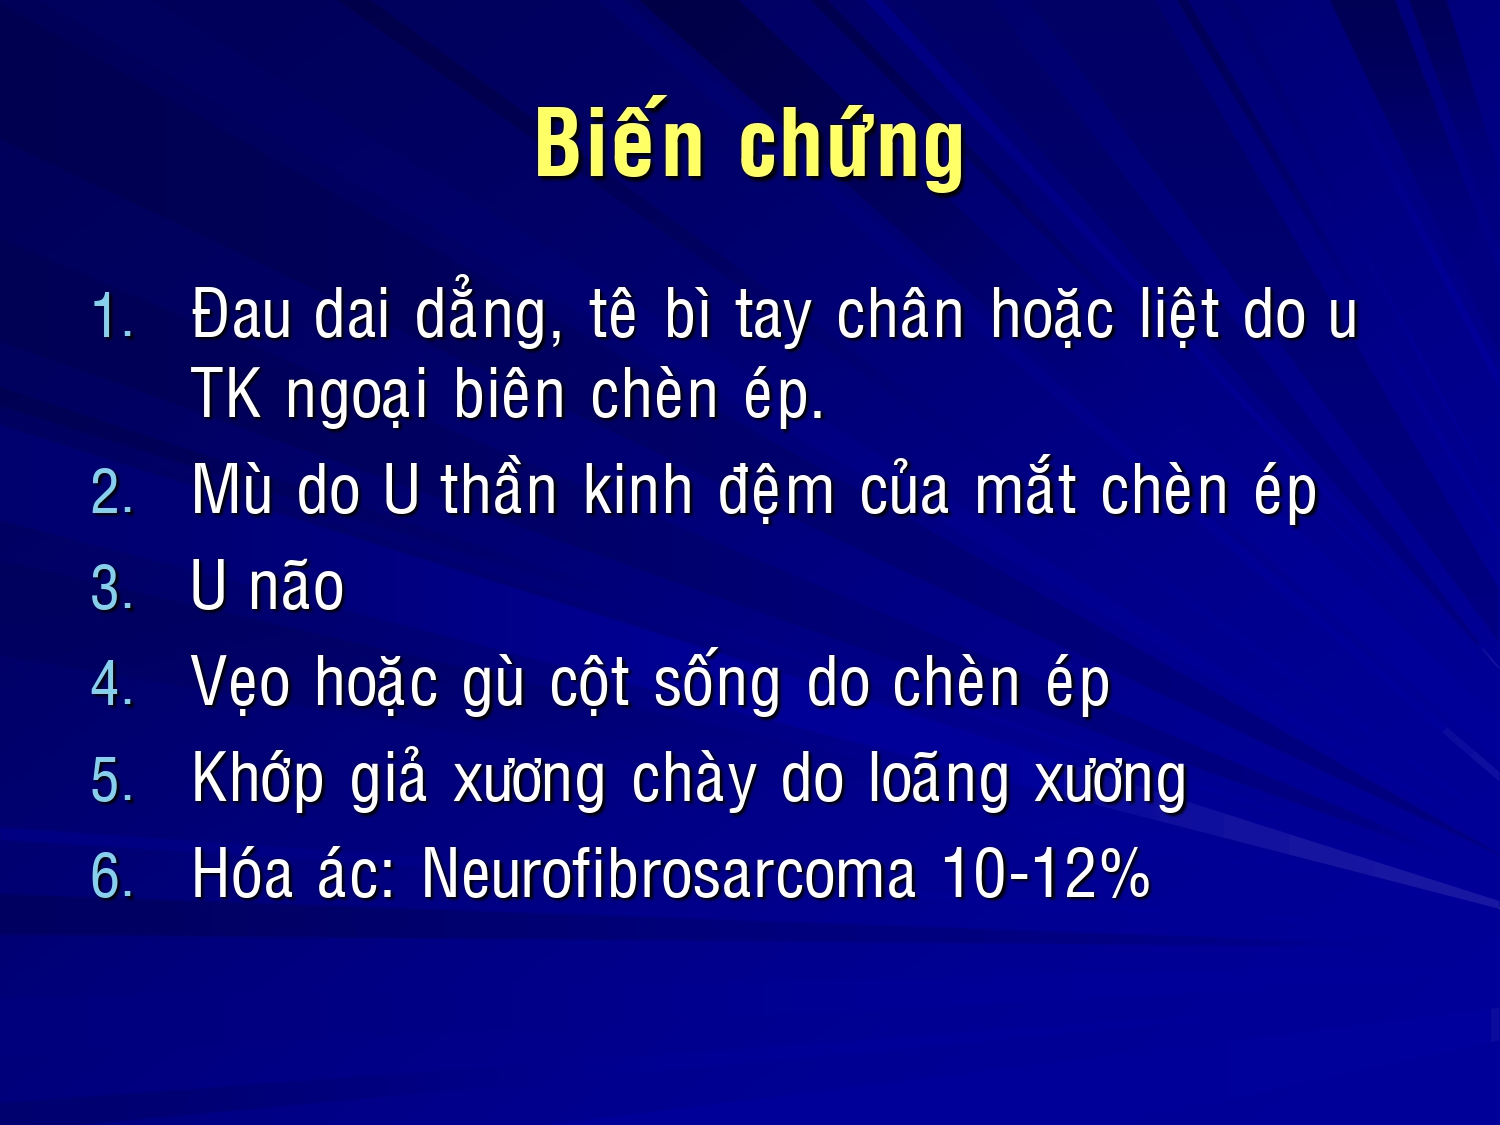 Biến chứng
1. Đau dai dẳng, tê bì tay chân hoặc liệt do u
TK ngoại biên chèn ép.
2. Mù do U thần kinh đệm của mắt chèn ép
3. U não
4. Vẹo hoặc gù cột sống do chèn ép
5. Khớp giả xương chày do loãng xương
6. Hóa ác: Neurofibrosarcoma 10-12%